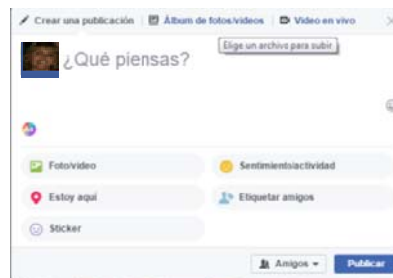 Crear una publicación Álbum de fotos/videos Video en vivo
Elige un archivo para subir
¿Qué piensas?
Foto/video Sentimiento/actividad
Estoy aquí Etiquetar amigos
Sticker
Amigos Publicar